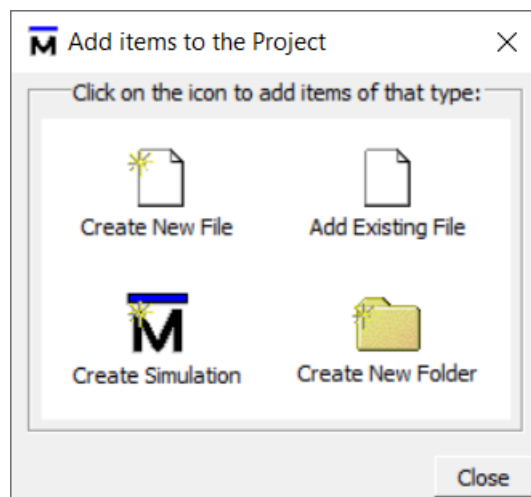 M Add items to the Project
Click on the icon to add items of that type:
Create New File
Add Existing File
M
Create Simulation
Create New Folder
Close